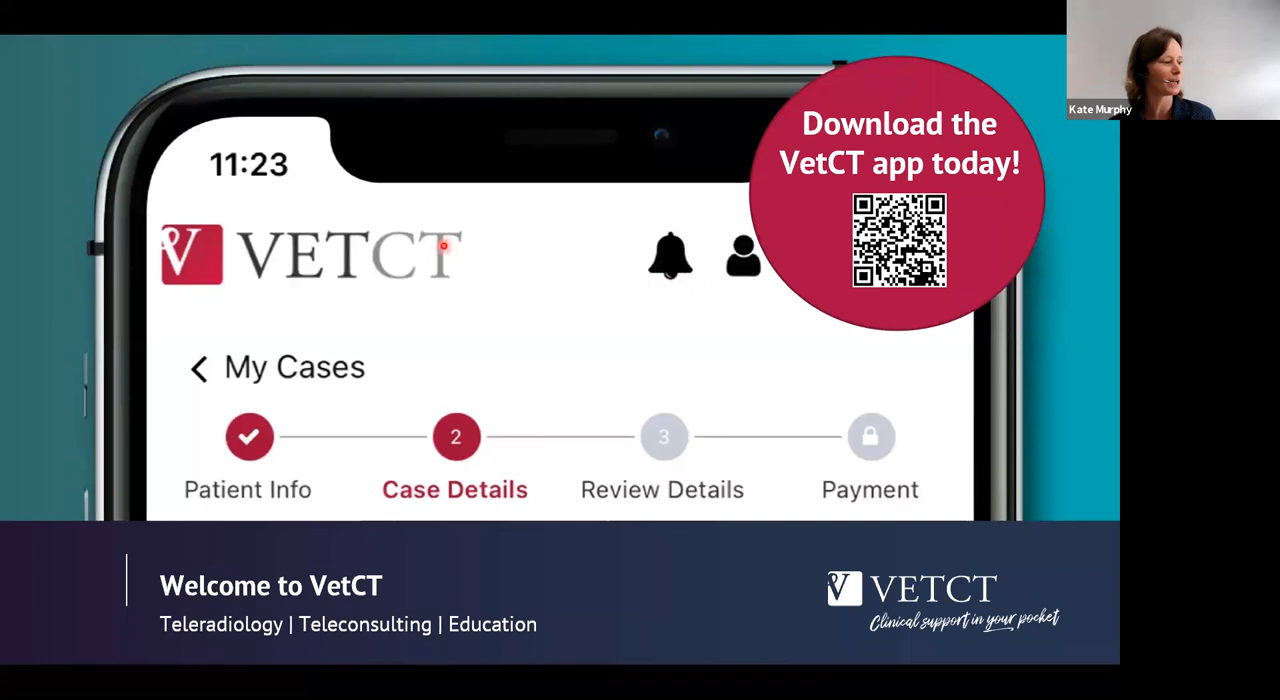 Kate Murphy
Download the
VetCT app today!
11:23
V VETCT
My Cases
2
3
Patient Info
Case Details
Review Details
Payment
Welcome to VetCT
Teleradiology | Teleconsulting | Education
V VETCT
Clinical support in your pocket